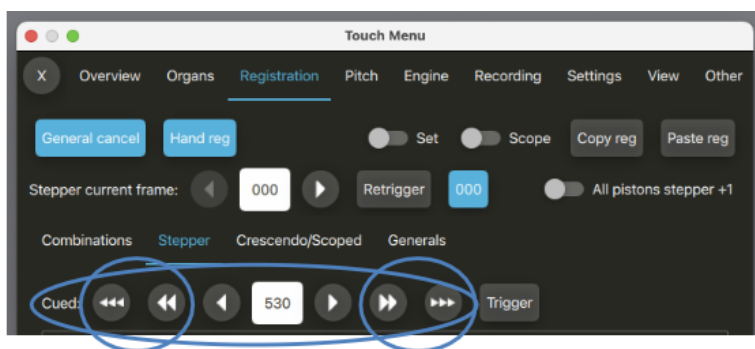 Touch Menu
X Overview Organs Registration Pitch Engine Recording Settings View Other
General cancel Hand reg Set Scope Copy reg Paste reg
Stepper current frame: 000 Retrigger 000 All pistons stepper +1
Combinations Stepper Crescendo/Scoped Generals
Cued: 530 Trigger